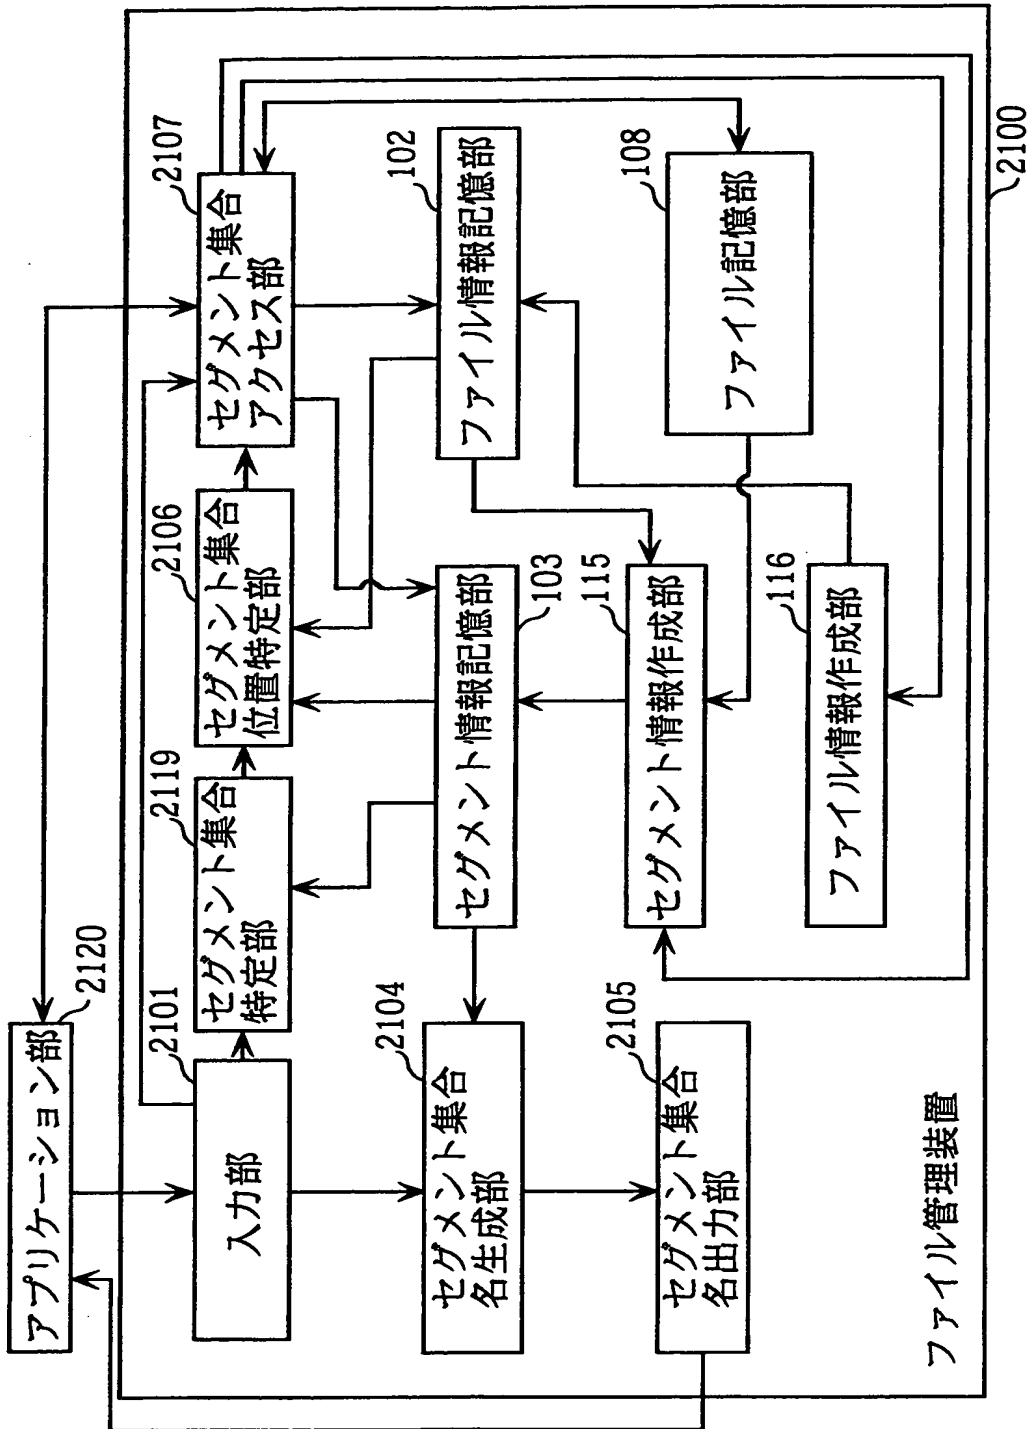 アプリケーション部
2120
入力部
2101
セグメント集合
特定部
2119
セグメント集合
位置特定部
2106
セグメント集合
アクセス部
2107
セグメント集合
名生成部
2104
セグメント情報記憶部
103
ファイル情報記憶部
102
セグメント集合
名出力部
2105
セグメント情報作成部
115
ファイル記憶部
108
ファイル情報作成部
116
ファイル管理装置
2100